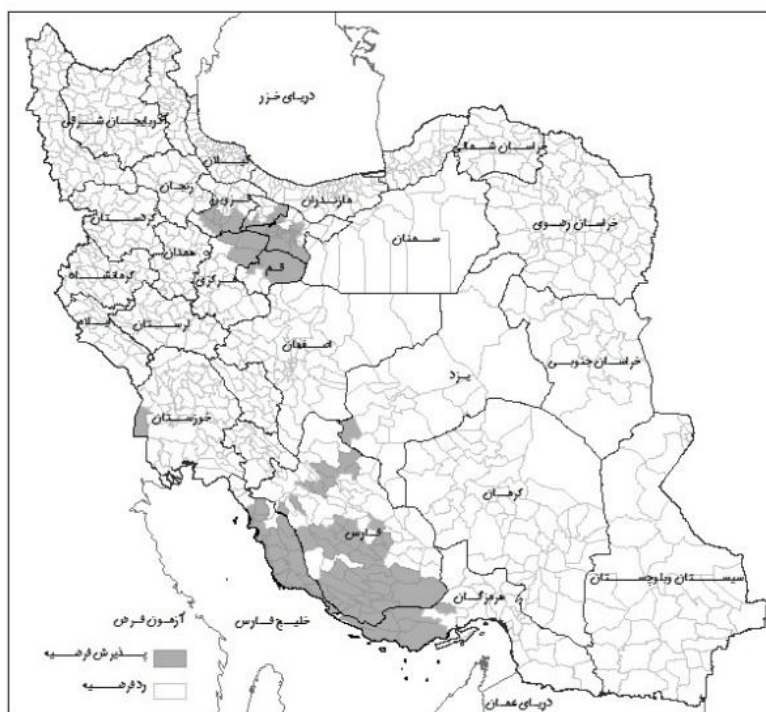 دریای خزر
آذربایجان شرقی
خراسان شمالی
گیلان
زنجان
قزوین
مازندران
کردستان
سمنان
خراسان رضوی
همدان
قم
کرمانشاه
مرکزی
ایلام
لرستان
اصفهان
خراسان جنوبی
یزد
خوزستان
کرمان
فارس
سیستان وبلوچستان
هرمزگان
خلیج فارس
آزمون فرض
پذیرش فرضیه
رد فرضیه
دریای عمان